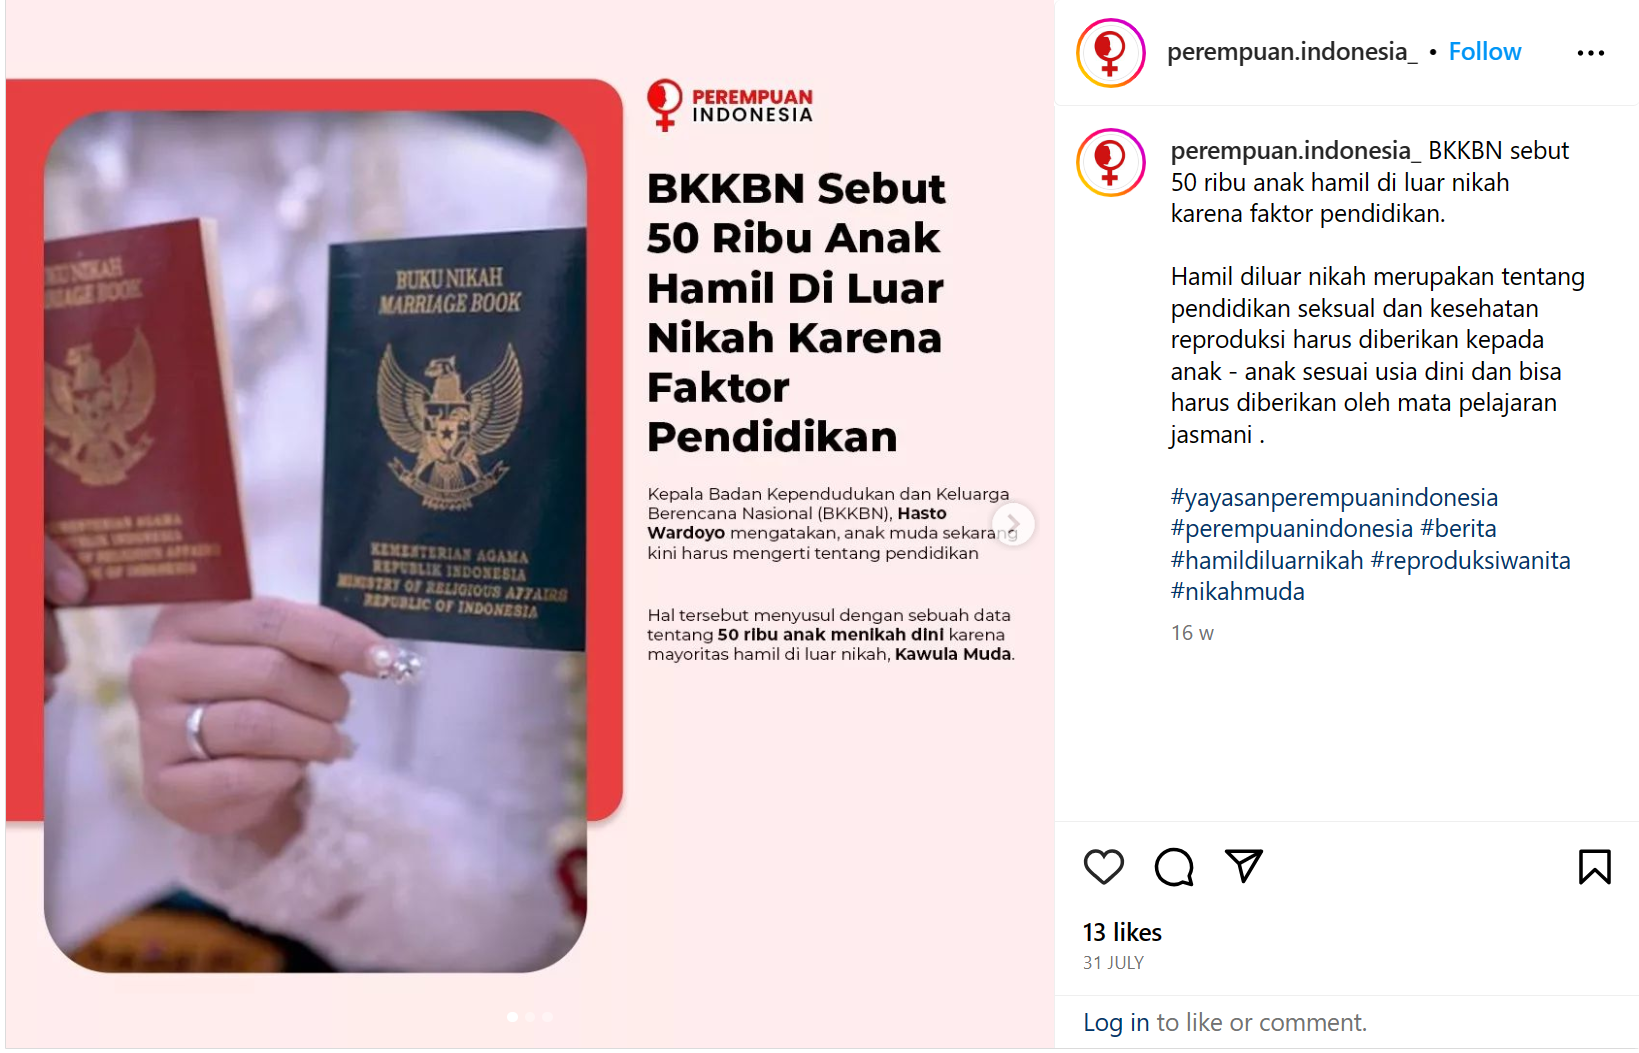 BUKU NIKAH
MARRIAGE BOOK
KEMENTERIAN AGAMA
REPUBLIK INDONESIA
MINISTRY OF RELIGIOUS AFFAIRS
REPUBLIC OF INDONESIA
PEREMPUAN
INDONESIA
BKKBN Sebut
50 Ribu Anak
Hamil Di Luar
Nikah Karena
Faktor
Pendidikan
Kepala Badan Kependudukan dan Keluarga
Berencana Nasional (BKKBN), Hasto
Wardoyo mengatakan, anak muda sekarang
kini harus mengerti tentang pendidikan
Hal tersebut menyusul dengan sebuah data
tentang 50 ribu anak menikah dini karena
mayoritas hamil di luar nikah, Kawula Muda.
perempuan.indonesia_ • Follow
perempuan.indonesia_ BKKBN sebut
50 ribu anak hamil di luar nikah
karena faktor pendidikan.
Hamil diluar nikah merupakan tentang
pendidikan seksual dan kesehatan
reproduksi harus diberikan kepada
anak - anak sesuai usia dini dan bisa
harus diberikan oleh mata pelajaran
jasmani .
#yayasanperempuanindonesia
#perempuanindonesia #berita
#hamildiluarnikah #reproduksiwanita
#nikahmuda
16 w
13 likes
31 JULY
Log in to like or comment.